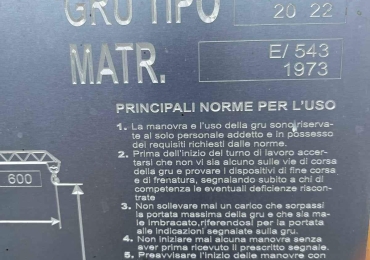 GRU TIPO 20 22
MATR. E/ 543
1973
PRINCIPALI NORME PER L'USO
1. La manovra e l'uso della gru sono riserva-
te al solo personale addetto e in possesso
dei requisiti richiesti dalle norme.
2. Prima dell'inizio del turno di lavoro accer-
tarsi che non vi sia alcuno sulle vie di corsa
della gru e provare i dispositivi di fine corsa
e di frenatura, segnalando subito a chi di
competenza le eventuali deficienze riscon-
trate
3. Non sollevare mai un carico che sorpassi
la portata massima della gru e che sia ma-
le imbracato,riferendosi per la portata
alle indicazioni segnalate sulla gru.
4. Non iniziare mai alcuna manovra senza
aver prima ricevuto il prescritto segnale.
5. Preavvisare l'inizio delle manovre con
600